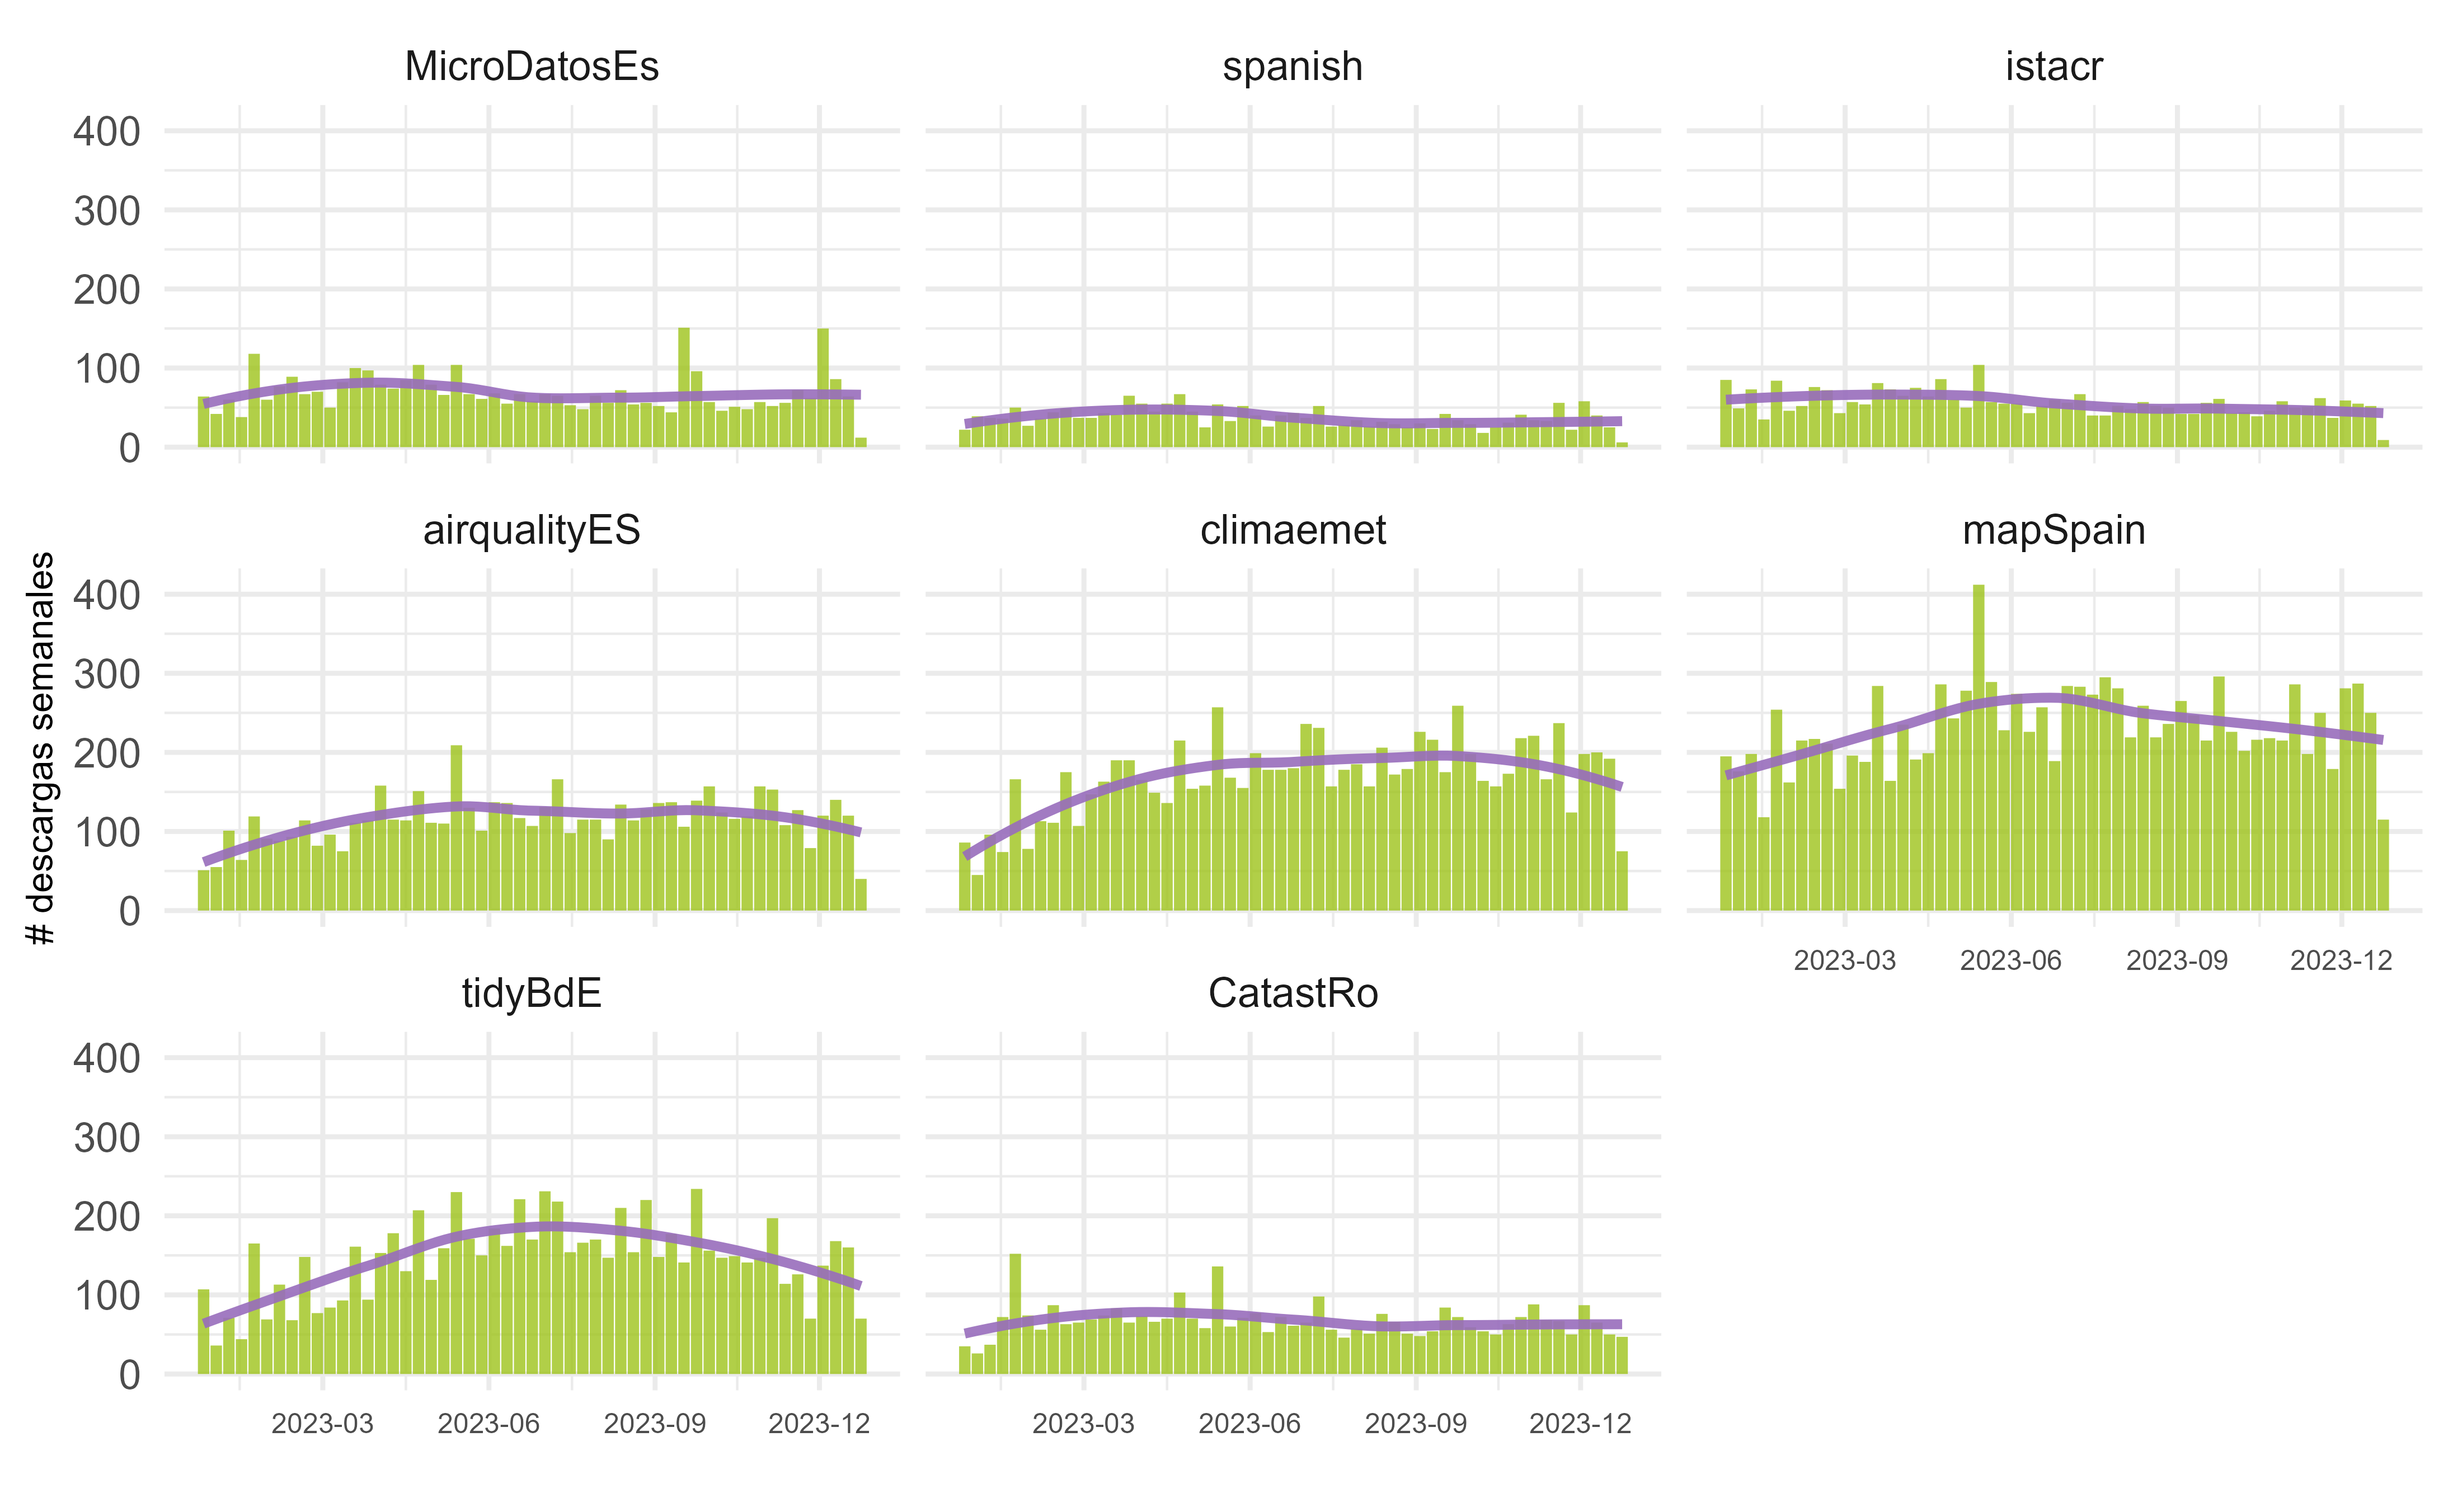 MicroDatosEs spanish istacr
400
300
200
100
0
airqualityES climaemet mapSpain
# descargas semanales
400
300
200
100
0
2023-03 2023-06 2023-09 2023-12
tidyBdE CatastRo
400
300
200
100
0
2023-03 2023-06 2023-09 2023-12 2023-03 2023-06 2023-09 2023-12